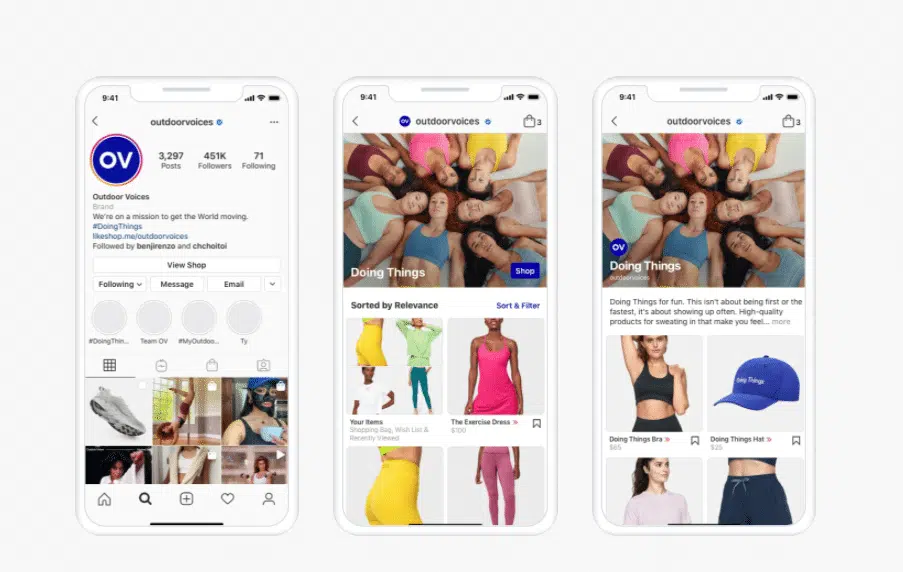 9:41
outdoorvoices
OV
3,297
451K
71
Posts
Followers
Following
Outdoor Voices
Brand
We're on a mission to get the World moving.
#DoingThings
likeshop.me/outdoorvoices
Followed by benjirenzo and chchoitoi
View Shop
Following
Message
Email
#DoingThin...
Team OV
#MyOutdoo...
Ty
9:41
OV outdoorvoices
3
Doing Things
Shop
Sorted by Relevance
Sort & Filter
Your Items
Shopping Bag, Wish List &
Recently Viewed
The Exercise Dress
$100
9:41
outdoorvoices
3
OV
Doing Things
outdoorvoices
Doing Things for fun. This isn't about being first or the
fastest, it's about showing up often. High-quality
products for sweating in that make you feel... more
Doing Things
Doing Things Bra
$65
Doing Things Hat
$25